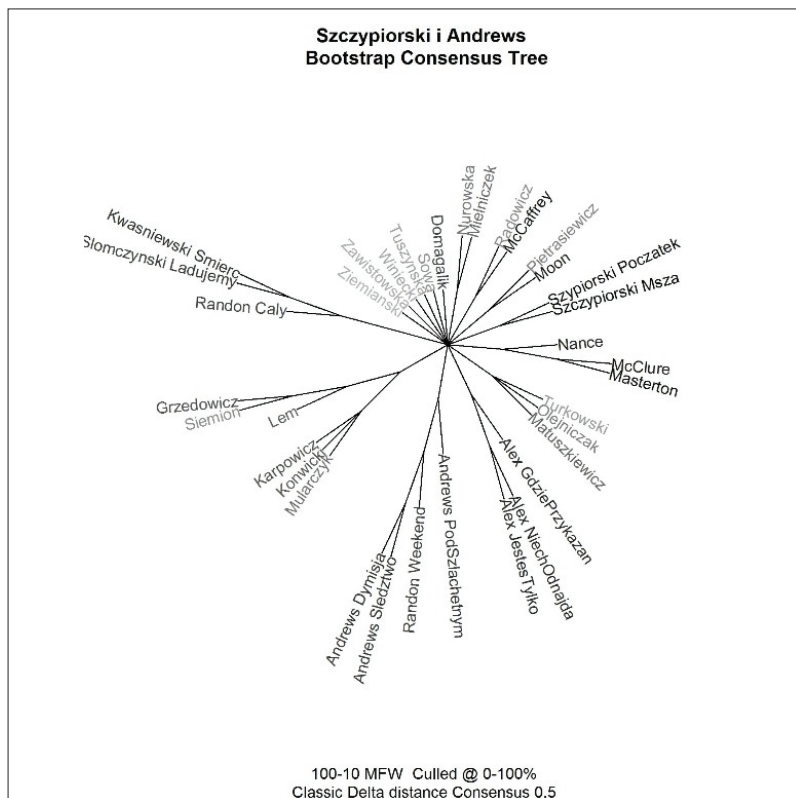 Szczypiorski i Andrews
Bootstrap Consensus Tree
Nurowska
Mielniczek
Radowicz
McCaffrey
Pietrasiewicz
Moon
Szypiorski Poczatek
Szczypiorski Msza
Nance
McClure
Masterton
Turkowski
Olejniczak
Matuszkiewicz
Alex GdziePrzykazan
Alex NiechOdnajda
Alex JestesTylko
Andrews PodSzlachetnym
Randon Weekend
Andrews Sledztwo
Andrews Dymisja
Mularczyk
Konwicki
Karpowicz
Lem
Siemion
Grzedowicz
Randon Caly
Slomczynski Ladujemy
Kwasniewski Smierc
Ziemianski
Zawistowska
Winiecki
Tuszynska
Sowa
Domagalik
100-10 MFW Culled @ 0-100%
Classic Delta distance Consensus 0.5